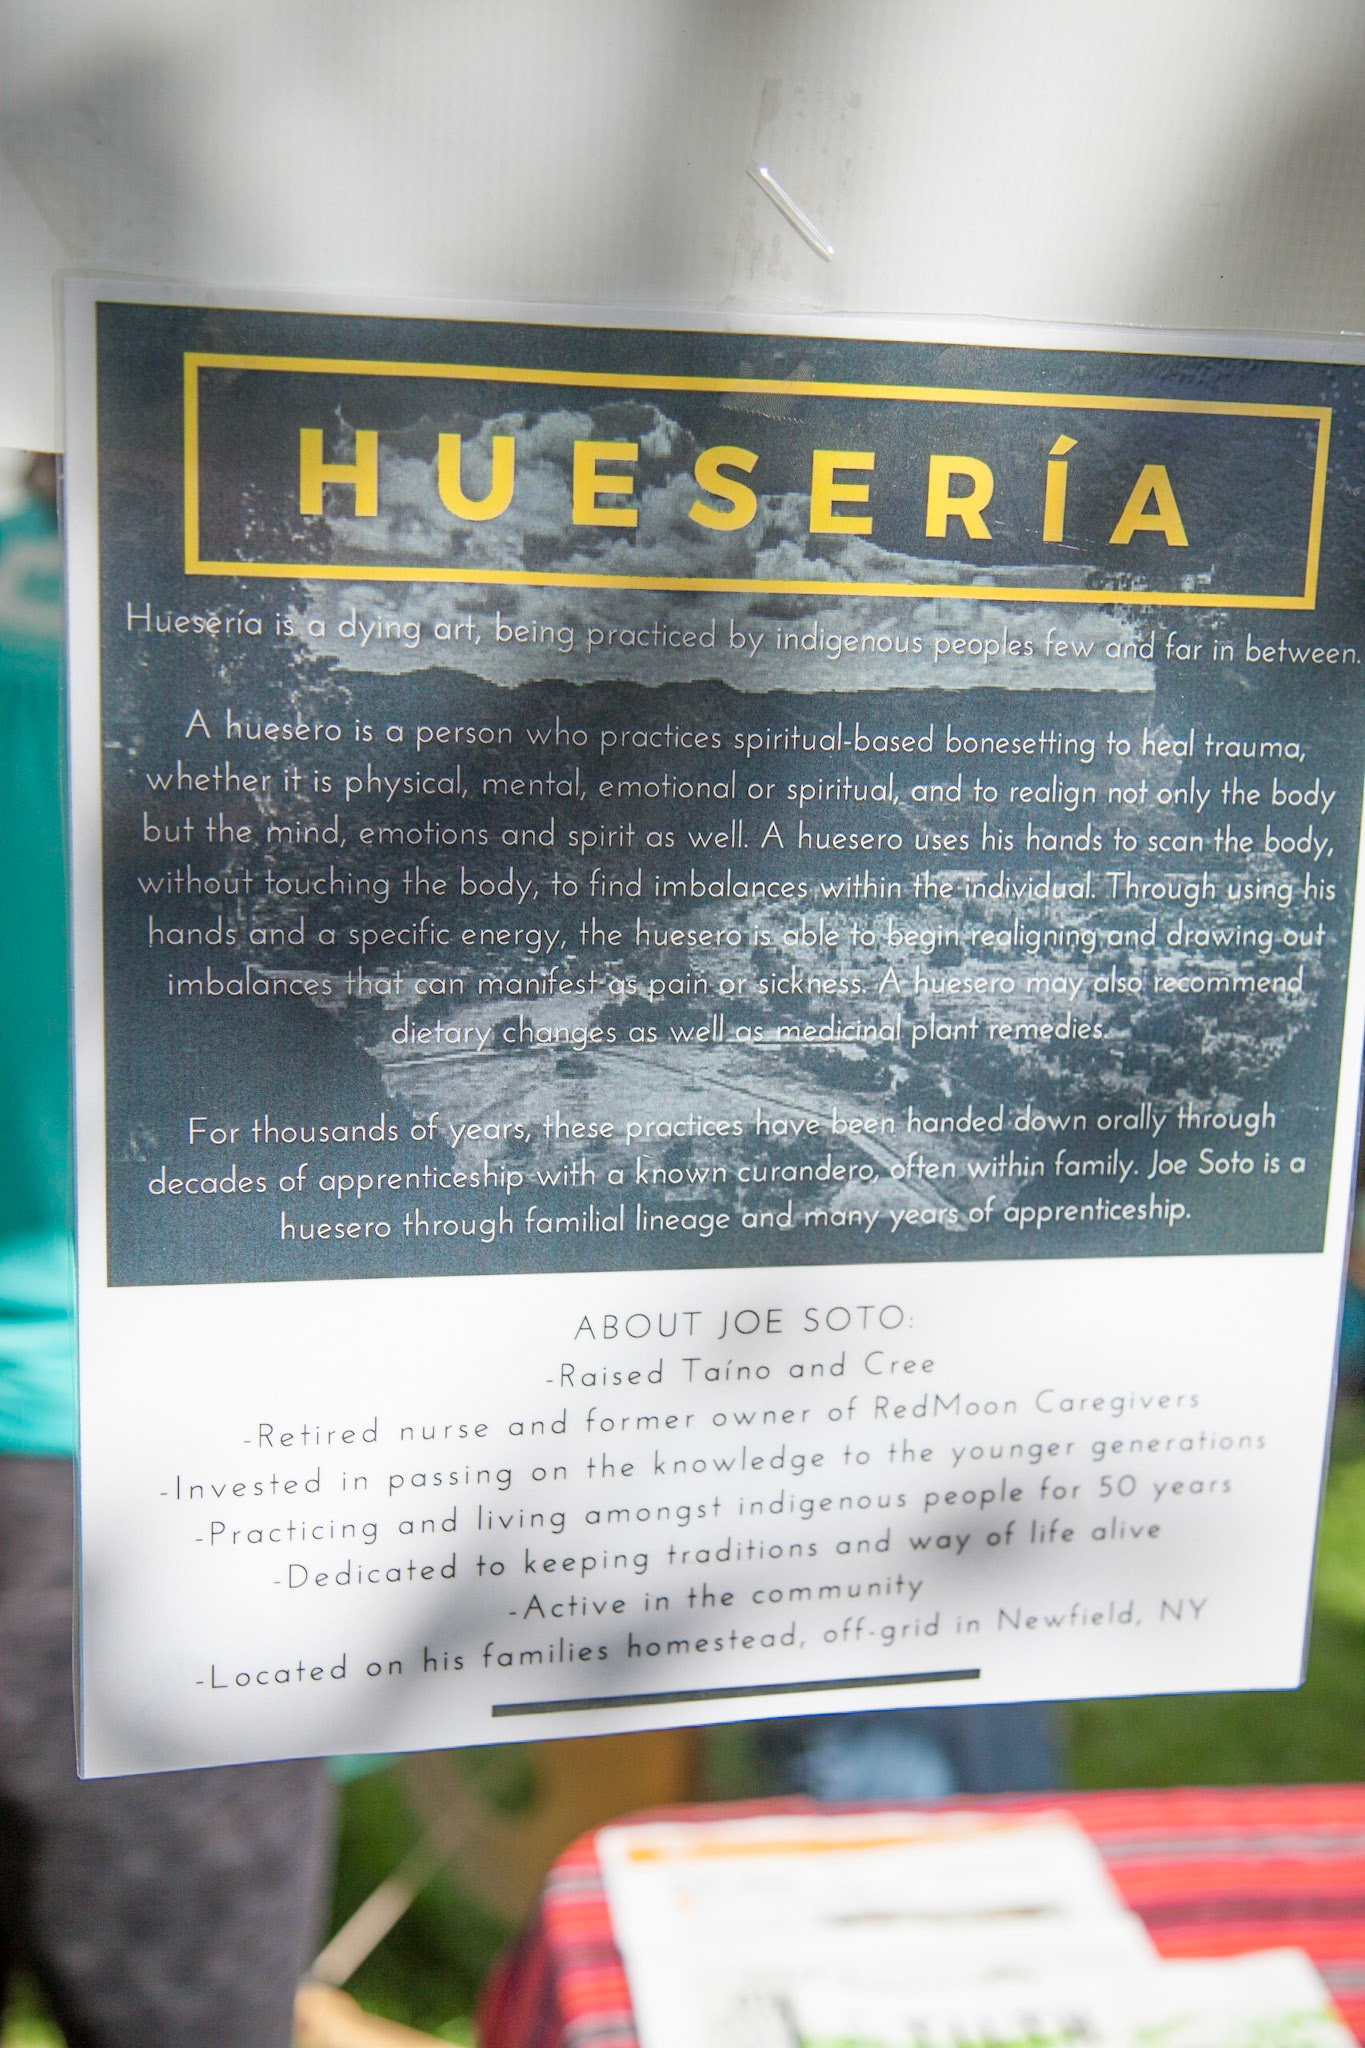 HUESERÍA
Huesería is a dying art, being practiced by indigenous peoples few and far in between.
A huesero is a person who practices spiritual-based bonesetting to heal trauma,
whether it is physical, mental, emotional or spiritual, and to realign not only the body
but the mind, emotions and spirit as well. A huesero uses his hands to scan the body,
without touching the body, to find imbalances within the individual. Through using his
hands and a specific energy, the huesero is able to begin realigning and drawing out
imbalances that can manifest as pain or sickness. A huesero may also recommend
dietary changes as well as medicinal plant remedies.
For thousands of years, these practices have been handed down orally through
decades of apprenticeship with a known curandero, often within family. Joe Soto is a
huesero through familial lineage and many years of apprenticeship.
ABOUT JOE SOTO:
-Raised Taíno and Cree
-Retired nurse and former owner of RedMoon Caregivers
-Invested in passing on the knowledge to the younger generations
-Practicing and living amongst indigenous people for 50 years
-Dedicated to keeping traditions and way of life alive
-Active in the community
-Located on his families homestead, off-grid in Newfield, NY